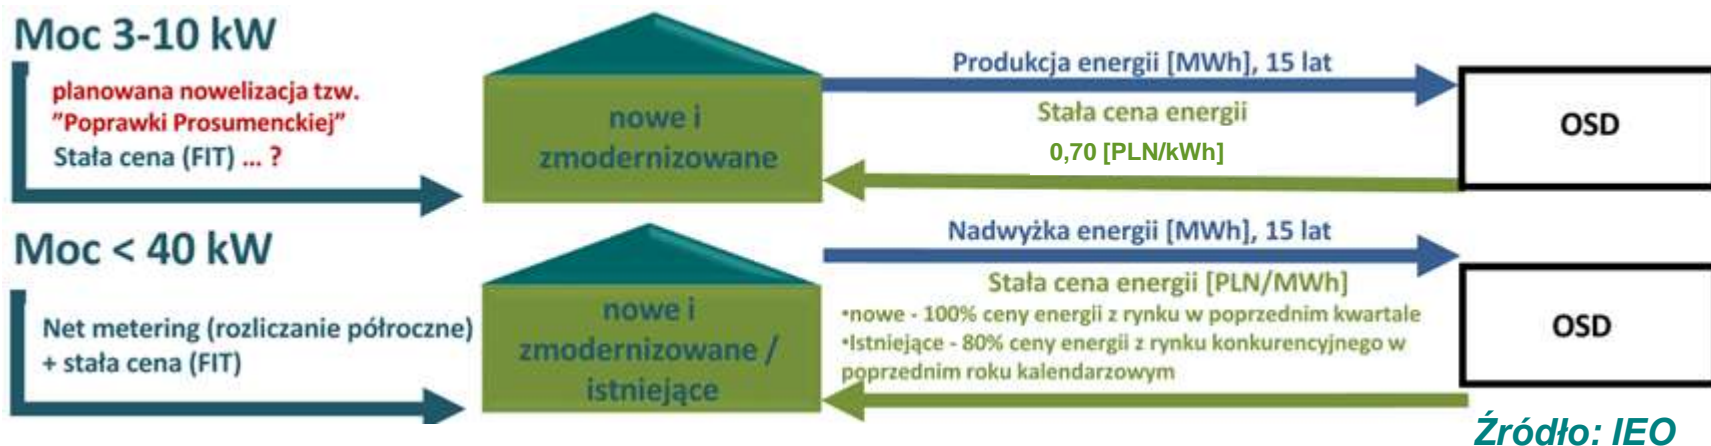 Moc 3-10 kW
planowana nowelizacja tzw.
”Poprawki Prosumenckiej”
Stała cena (FIT) ... ?
nowe i
zmodernizowane
Produkcja energii [MWh], 15 lat
Stała cena energii
0,70 [PLN/kWh]
OSD
Moc < 40 kW
Net metering (rozliczanie półroczne)
+ stała cena (FIT)
nowe i
zmodernizowane /
istniejące
Nadwyżka energii [MWh], 15 lat
Stała cena energii [PLN/MWh]
•nowe - 100% ceny energii z rynku w poprzednim kwartale
•Istniejące - 80% ceny energii z rynku konkurencyjnego w
poprzednim roku kalendarzowym
OSD
Źródło: IEO